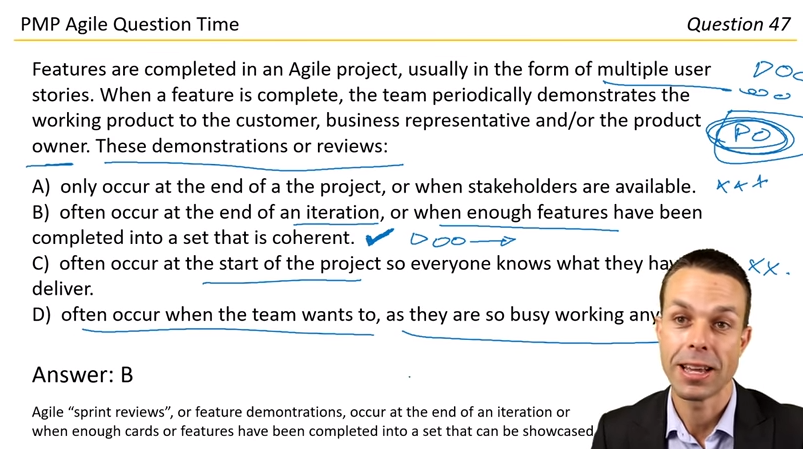 PMP Agile Question Time
Question 47
Features are completed in an Agile project, usually in the form of multiple user
stories. When a feature is complete, the team periodically demonstrates the
working product to the customer, business representative and/or the product
owner. These demonstrations or reviews:
PO
A) only occur at the end of a the project, or when stakeholders are available.
B) often occur at the end of an iteration, or when enough features have been
completed into a set that is coherent.
C) often occur at the start of the project so everyone knows what they
deliver.
D) often occur when the team wants to, as they are so busy working
Answer: B
Agile “sprint reviews”, or feature demontrations, occur at the end of an iteration or
when enough cards or features have been completed into a set that can be showcased